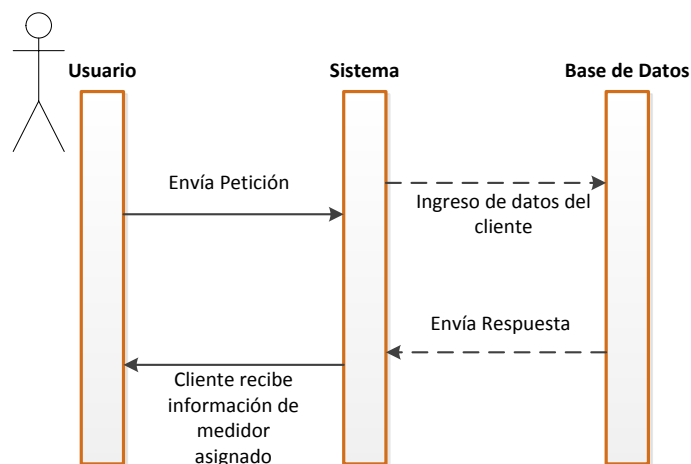 Usuario
Sistema
Base de Datos
Envía Petición
Ingreso de datos del
cliente
Envía Respuesta
Cliente recibe
información de
medidor
asignado